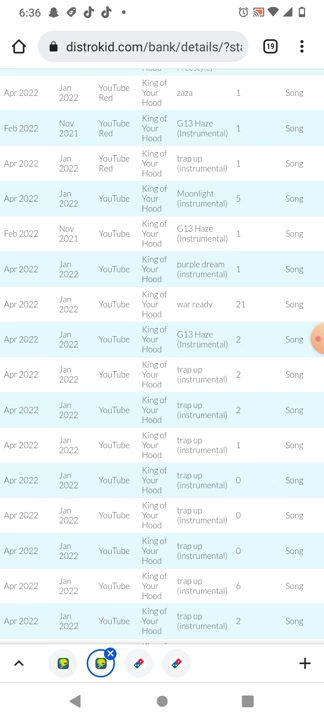 6:36
distrokid.com/bank/details/?sta
19
Apr 2022 Jan 2022 YouTube Red King of Your Hood zaza 1 Song
Feb 2022 Nov 2021 YouTube Red King of Your Hood G13 Haze (Instrumental) 1 Song
Apr 2022 Jan 2022 YouTube Red King of Your Hood trap up (instrumental) 1 Song
Apr 2022 Jan 2022 YouTube King of Your Hood Moonlight (instrumental) 5 Song
Feb 2022 Nov 2021 YouTube King of Your Hood G13 Haze (Instrumental) 1 Song
Apr 2022 Jan 2022 YouTube King of Your Hood purple dream (instrumental) 1 Song
Apr 2022 Jan 2022 YouTube King of Your Hood war ready 21 Song
Apr 2022 Jan 2022 YouTube King of Your Hood G13 Haze (Instrumental) 2 Song
Apr 2022 Jan 2022 YouTube King of Your Hood trap up (instrumental) 2 Song
Apr 2022 Jan 2022 YouTube King of Your Hood trap up (instrumental) 2 Song
Apr 2022 Jan 2022 YouTube King of Your Hood trap up (instrumental) 1 Song
Apr 2022 Jan 2022 YouTube King of Your Hood trap up (instrumental) 0 Song
Apr 2022 Jan 2022 YouTube King of Your Hood trap up (instrumental) 0 Song
Apr 2022 Jan 2022 YouTube King of Your Hood trap up (instrumental) 0 Song
Apr 2022 Jan 2022 YouTube King of Your Hood trap up (instrumental) 6 Song
Apr 2022 Jan 2022 YouTube King of Your Hood trap up (instrumental) 2 Song